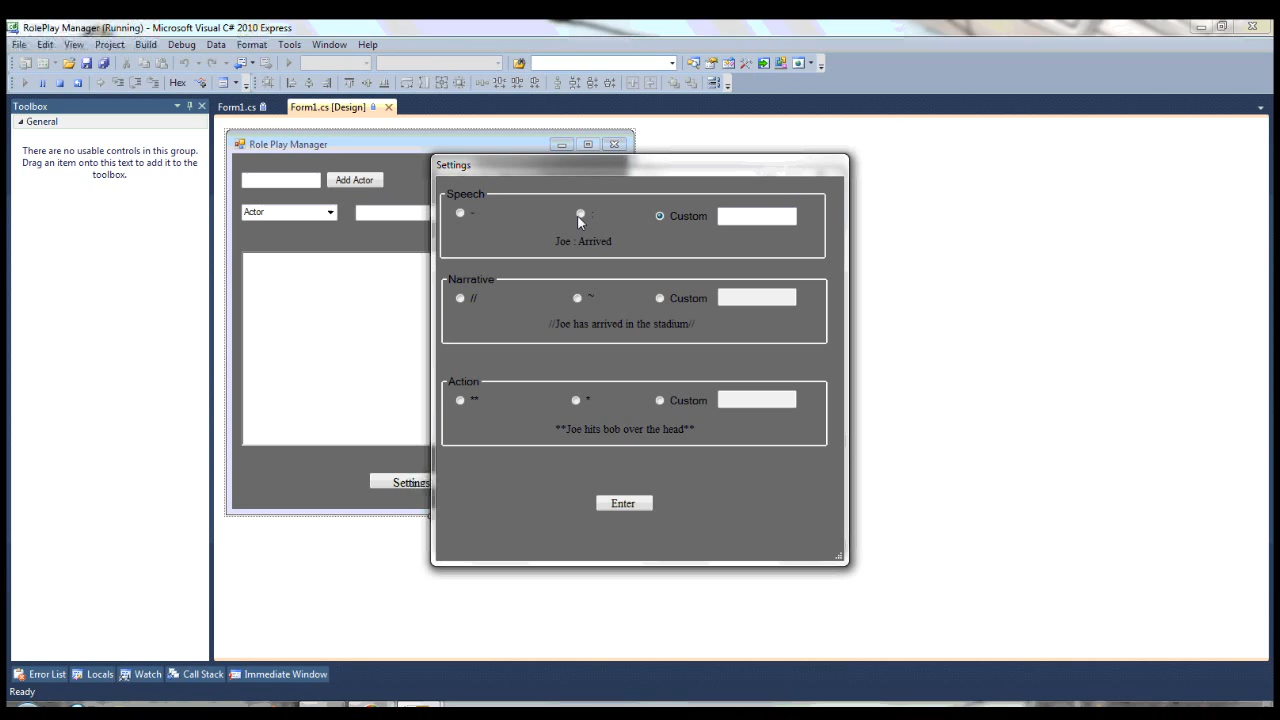 RolePlay Manager (Running) - Microsoft Visual C# 2010 Express
File Edit View Project Build Debug Data Format Tools Window Help
Hex
Toolbox
Form1.cs
Form1.cs [Design]
General
There are no usable controls in this group.
Drag an item onto this text to add it to the
toolbox.
Role Play Manager
Add Actor
Actor
Settings
Settings
Speech
- : Custom
Joe : Arrived
Narrative
// ~ Custom
//Joe has arrived in the stadium//
Action
** * Custom
**Joe hits bob over the head**
Enter
Error List Locals Watch Call Stack Immediate Window
Ready